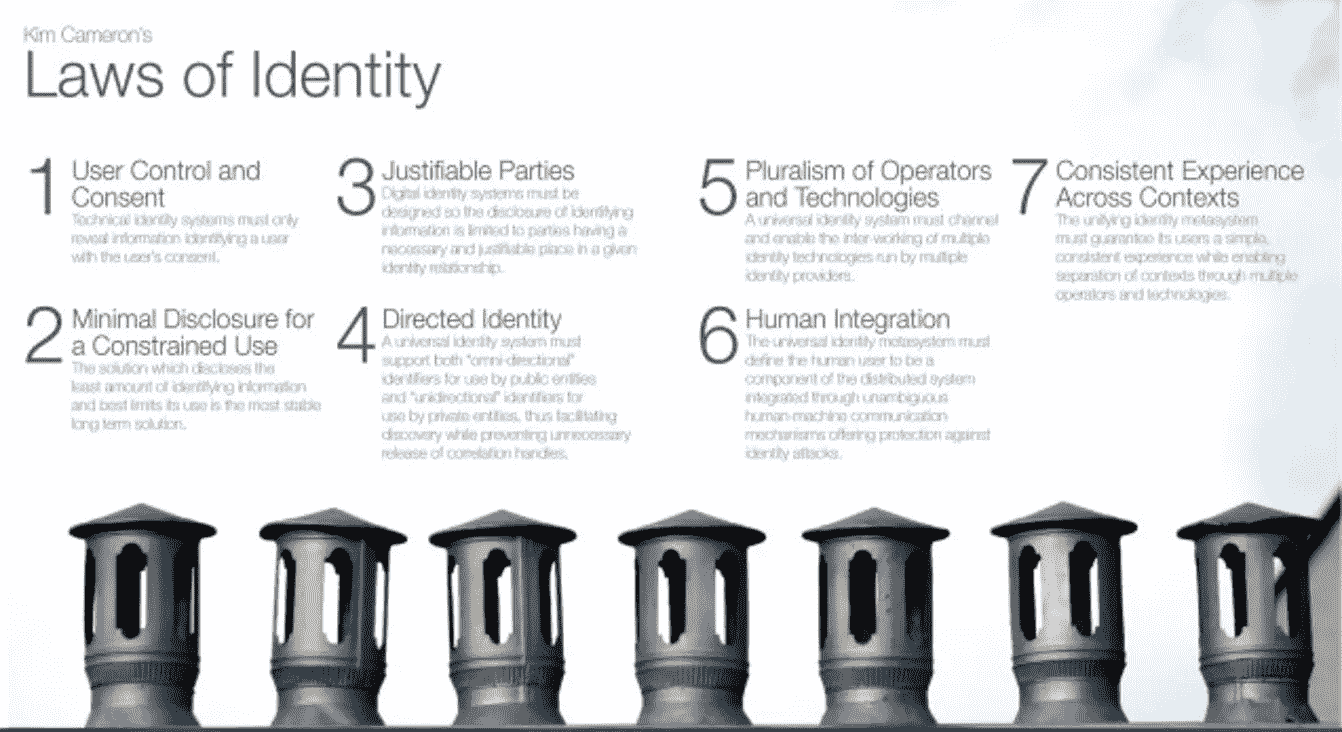 Kim Cameron's
Laws of Identity
1 User Control and
Consent
Technical identity systems must only
reveal information identifying a user
with the user's consent.
2 Minimal Disclosure for
a Constrained Use
The solution which discloses the
least amount of identifying information
and best limits its use is the most stable
long term solution.
3 Justifiable Parties
Digital identity systems must be
designed so the disclosure of identifying
information is limited to parties having a
necessary and justifiable place in a given
identity relationship.
4 Directed Identity
A universal identity system must
support both "omni-directional"
identifiers for use by public entities
and "unidirectional" identifiers for
use by private entities, thus facilitating
discovery while preventing unnecessary
release of correlation handles.
5 Pluralism of Operators
and Technologies
A universal identity system must channel
and enable the inter-working of multiple
identity technologies run by multiple
identity providers.
6 Human Integration
The universal identity metasystem must
define the human user to be a
component of the distributed system
integrated through unambiguous
human-machine communication
mechanisms offering protection against
identity attacks.
7 Consistent Experience
Across Contexts
The unifying identity metasystem
must guarantee its users a simple,
consistent experience while enabling
separation of contexts through multiple
operators and technologies.